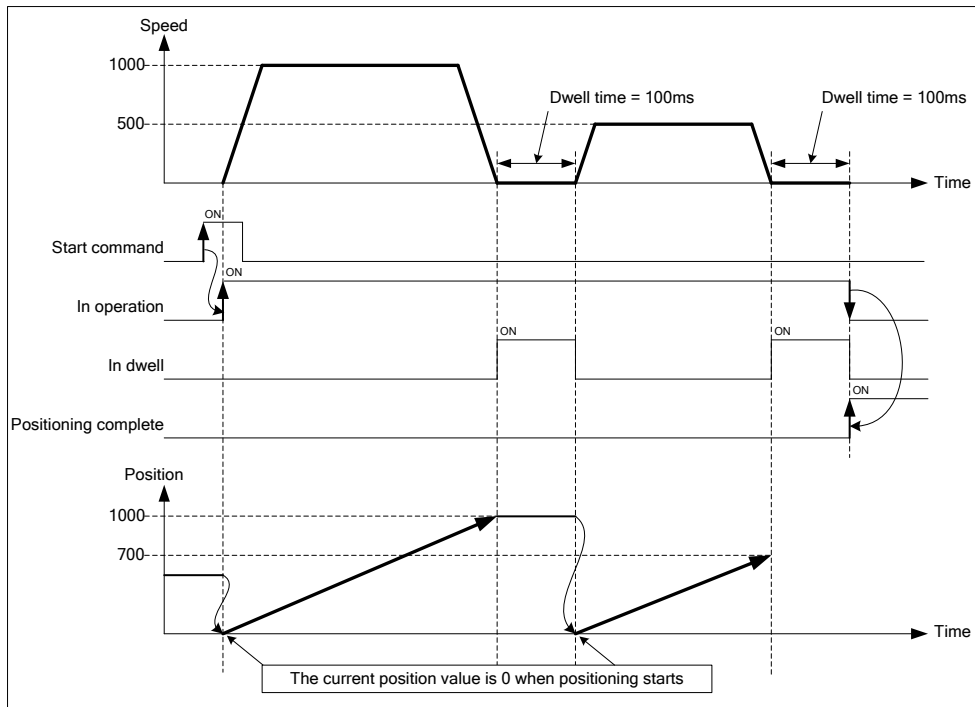 Speed
1000
Dwell time = 100ms
Dwell time = 100ms
500
Time
ON
Start command
ON
In operation
ON
ON
In dwell
ON
Positioning complete
Position
1000
700
Time
The current position value is 0 when positioning starts